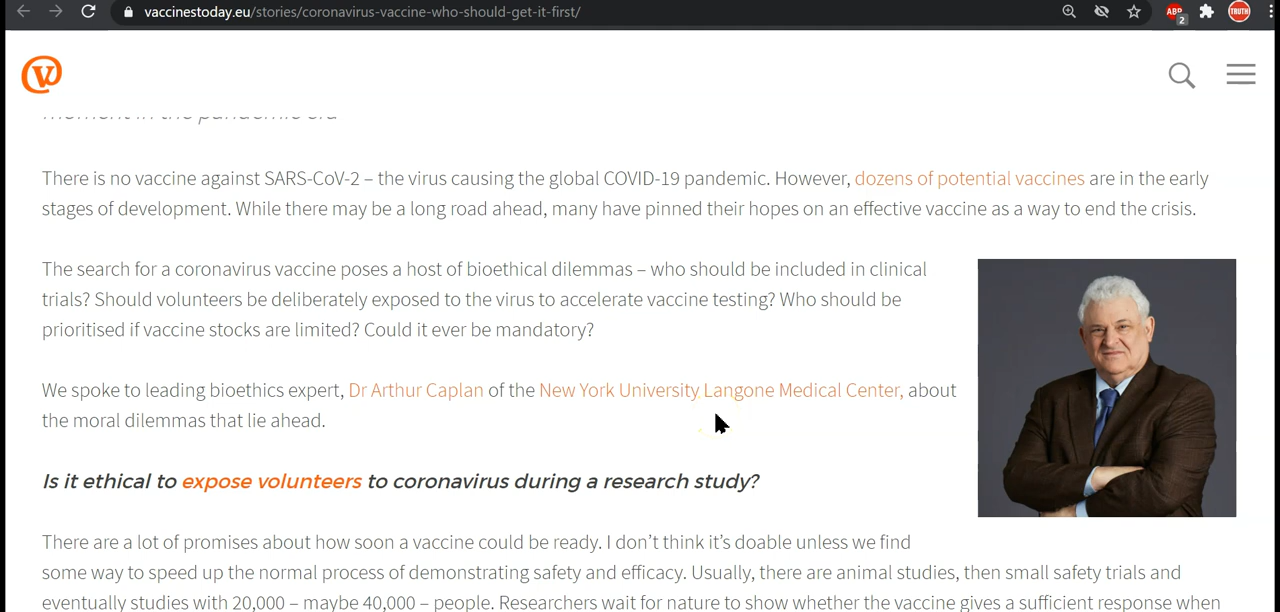 vaccinestoday.eu/stories/coronavirus-vaccine-who-should-get-it-first/
ABP
2
TRUTH
v
moment in the pandemic era
There is no vaccine against SARS-CoV-2 – the virus causing the global COVID-19 pandemic. However, dozens of potential vaccines are in the early
stages of development. While there may be a long road ahead, many have pinned their hopes on an effective vaccine as a way to end the crisis.
The search for a coronavirus vaccine poses a host of bioethical dilemmas – who should be included in clinical
trials? Should volunteers be deliberately exposed to the virus to accelerate vaccine testing? Who should be
prioritised if vaccine stocks are limited? Could it ever be mandatory?
We spoke to leading bioethics expert, Dr Arthur Caplan of the New York University Langone Medical Center, about
the moral dilemmas that lie ahead.
Is it ethical to expose volunteers to coronavirus during a research study?
There are a lot of promises about how soon a vaccine could be ready. I don’t think it’s doable unless we find
some way to speed up the normal process of demonstrating safety and efficacy. Usually, there are animal studies, then small safety trials and
eventually studies with 20,000 – maybe 40,000 – people. Researchers wait for nature to show whether the vaccine gives a sufficient response when